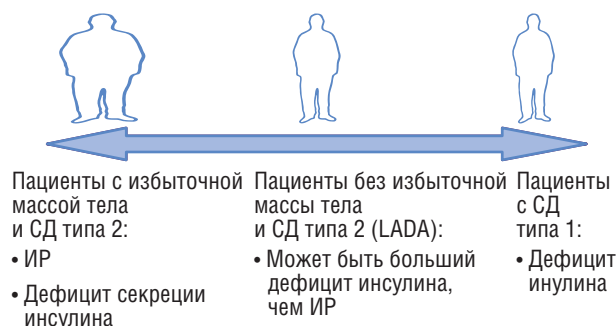 Пациенты с избыточной
массой тела
и СД типа 2:
• ИР
• Дефицит секреции
инсулина
Пациенты без избыточной
массы тела
и СД типа 2 (LADA):
• Может быть больший
дефицит инсулина,
чем ИР
Пациенты
с СД
типа 1:
• Дефицит
инулина